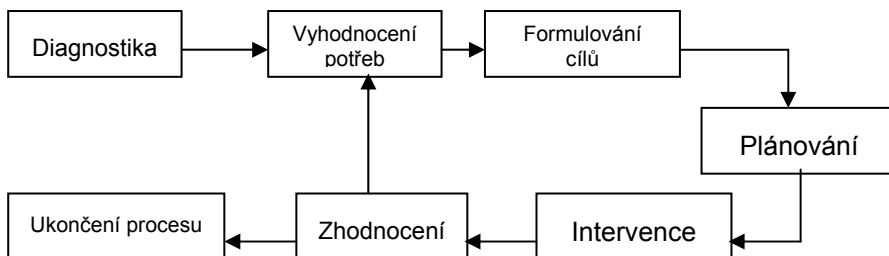 Diagnostika
Vyhodnocení
potřeb
Formulování
cílů
Plánování
Intervence
Zhodnocení
Ukončení procesu